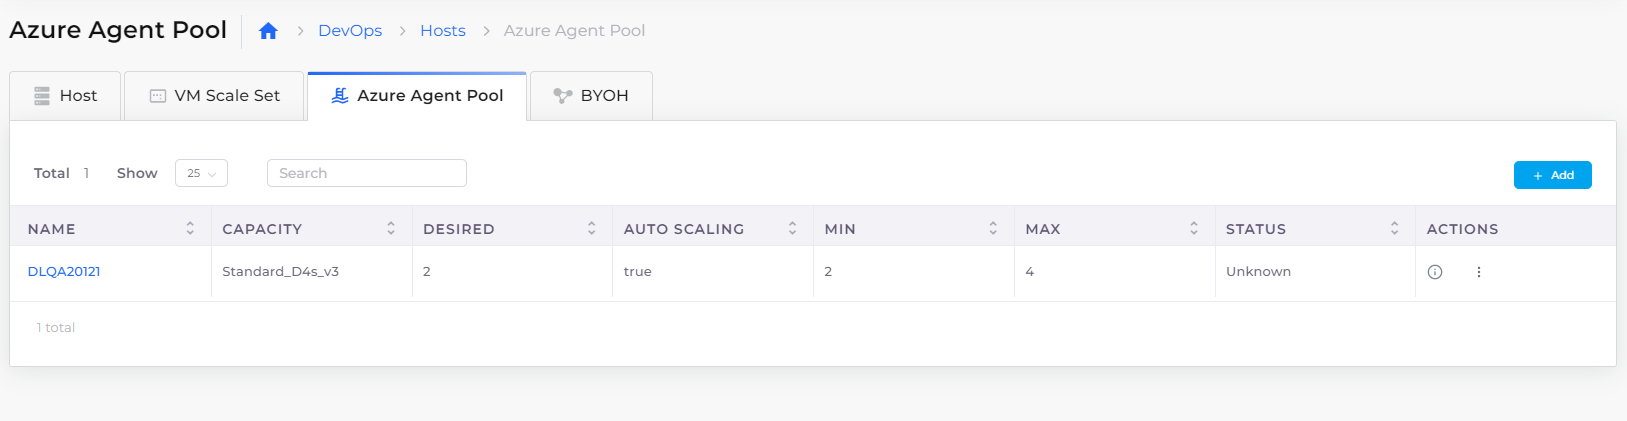 Azure Agent Pool DevOps Hosts Azure Agent Pool
Host VM Scale Set Azure Agent Pool BYOH
Total 1 Show 25 Search + Add
NAME CAPACITY DESIRED AUTO SCALING MIN MAX STATUS ACTIONS
DLQA20121 Standard_D4s_v3 2 true 2 4 Unknown
1 total